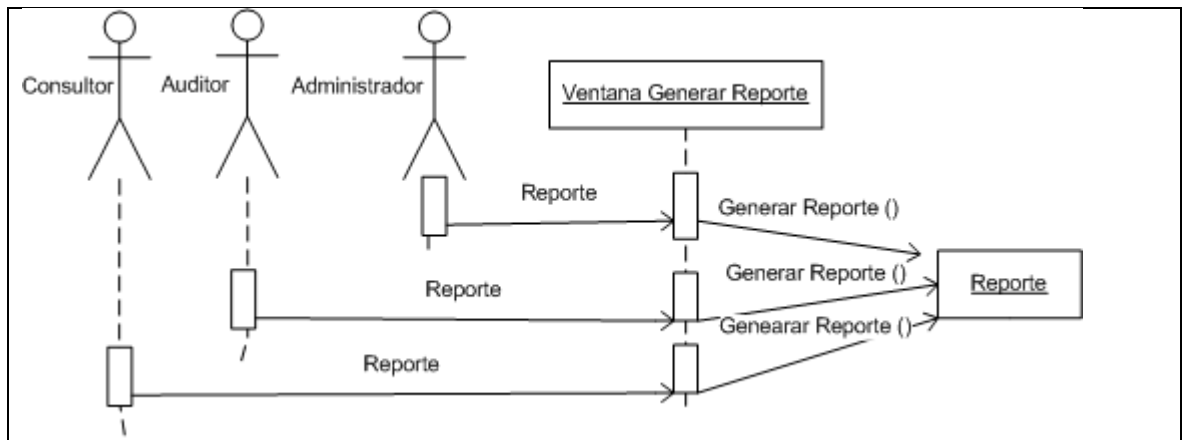 Consultor
Auditor
Administrador
Ventana Generar Reporte
Reporte
Generar Reporte ()
Reporte
Generar Reporte ()
Reporte
Reporte
Genearar Reporte ()